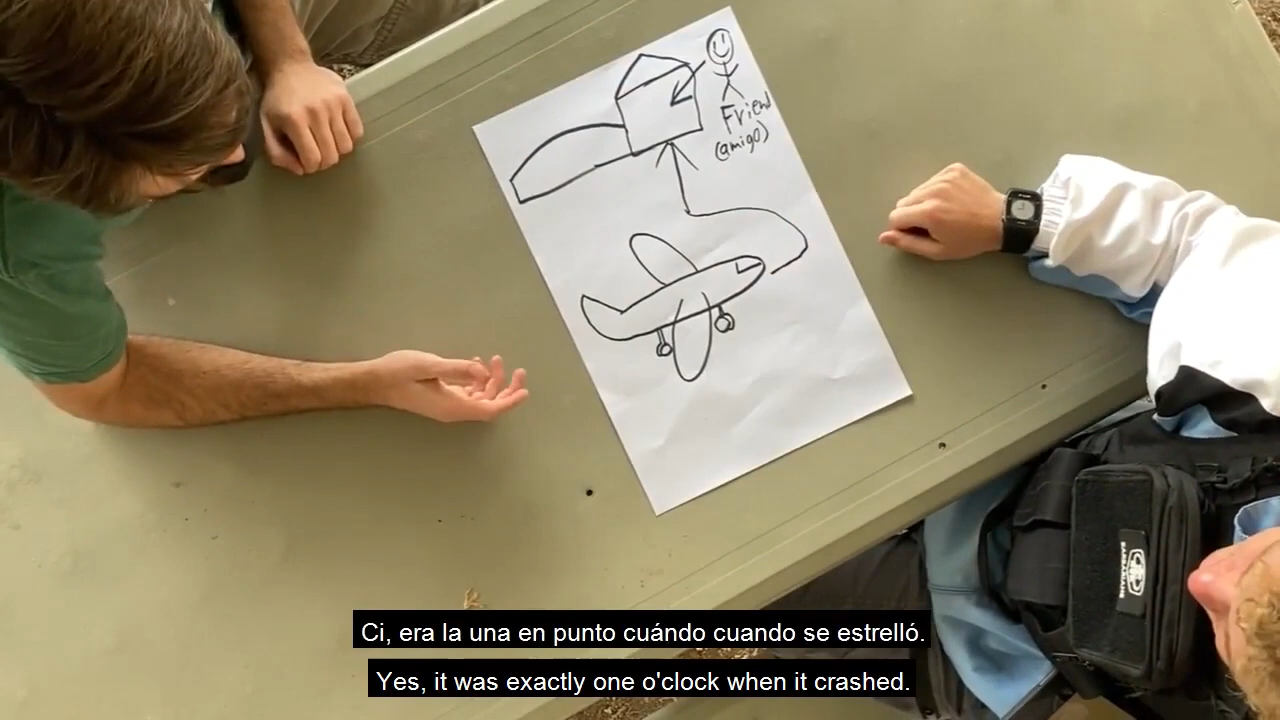 Friend
(amigo)
Ci, era la una en punto cuándo cuando se estrelló.
Yes, it was exactly one o'clock when it crashed.